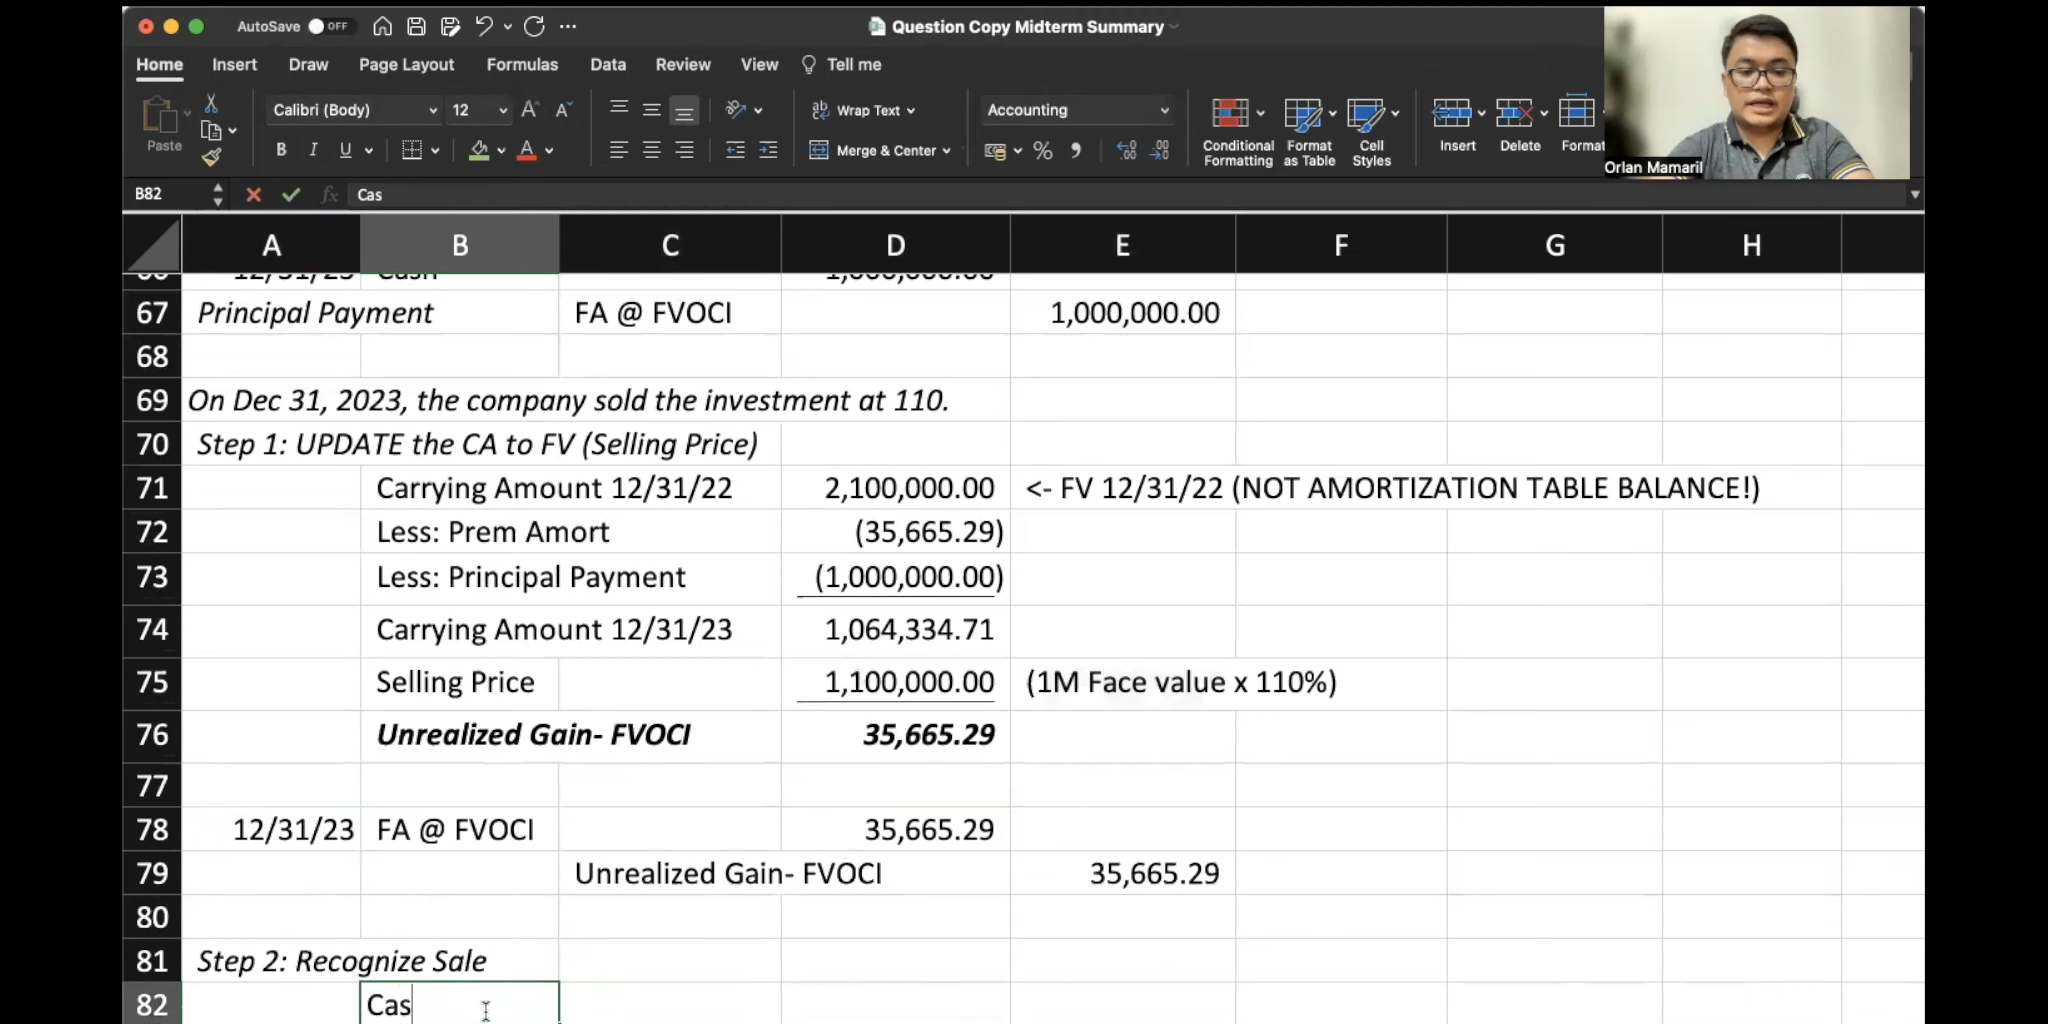 AutoSave OFF Question Copy Midterm Summary
Home Insert Draw Page Layout Formulas Data Review View Tell me
Calibri (Body) 12 A A ab Wrap Text Accounting
Paste B I U A Merge & Center % Conditional Formatting Format as Table Cell Styles Insert Delete Format
Orlan Mamaril
B82 fx Cas
A B C D E F G H
67 Principal Payment FA @ FVOCI 1,000,000.00
68
69 On Dec 31, 2023, the company sold the investment at 110.
70 Step 1: UPDATE the CA to FV (Selling Price)
71 Carrying Amount 12/31/22 2,100,000.00 <- FV 12/31/22 (NOT AMORTIZATION TABLE BALANCE!)
72 Less: Prem Amort (35,665.29)
73 Less: Principal Payment (1,000,000.00)
74 Carrying Amount 12/31/23 1,064,334.71
75 Selling Price 1,100,000.00 (1M Face value x 110%)
76 Unrealized Gain- FVOCI 35,665.29
77
78 12/31/23 FA @ FVOCI 35,665.29
79 Unrealized Gain- FVOCI 35,665.29
80
81 Step 2: Recognize Sale
82 Cas